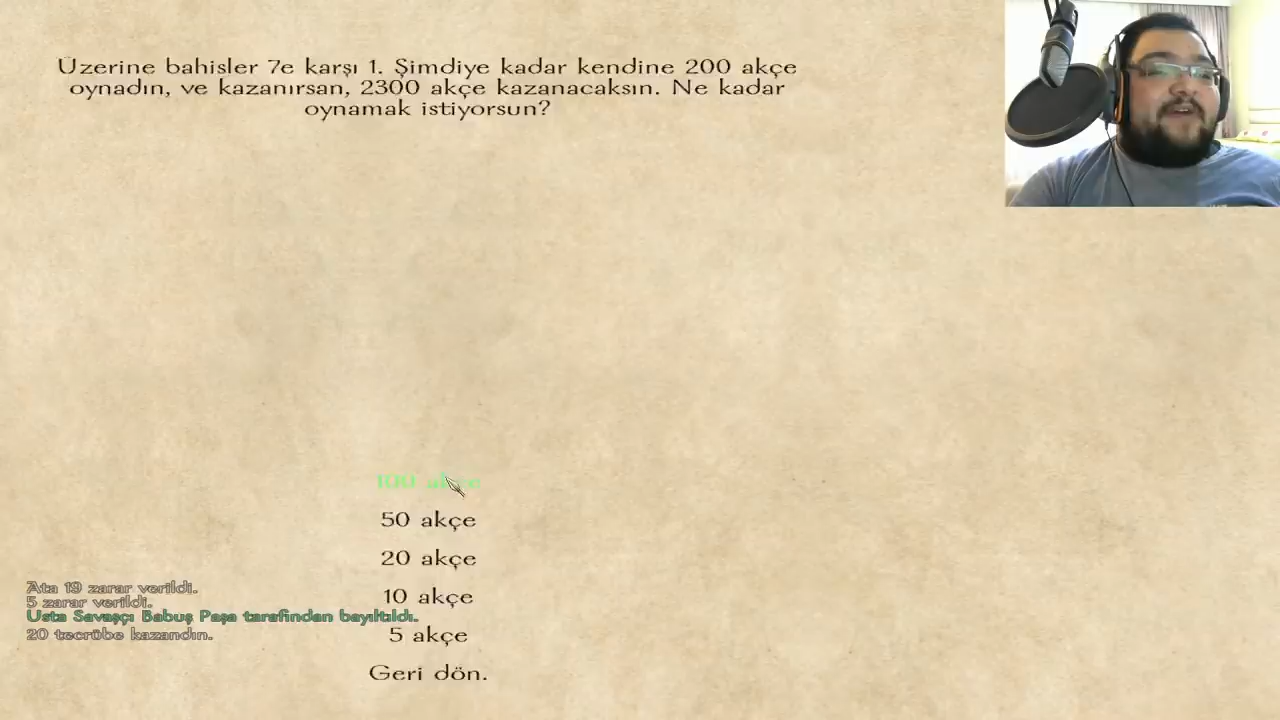 Üzerine bahisler 7e karşı 1. Şimdiye kadar kendine 200 akçe
oynadın, ve kazanırsan, 2300 akçe kazanacaksın. Ne kadar
oynamak istiyorsun?
100 akçe
50 akçe
20 akçe
10 akçe
5 akçe
Geri dön.
Ata 19 zarar verildi.
5 zarar verildi.
Usta Savaşçı Babuş Paşa tarafından bayıltıldı.
20 tecrübe kazandın.